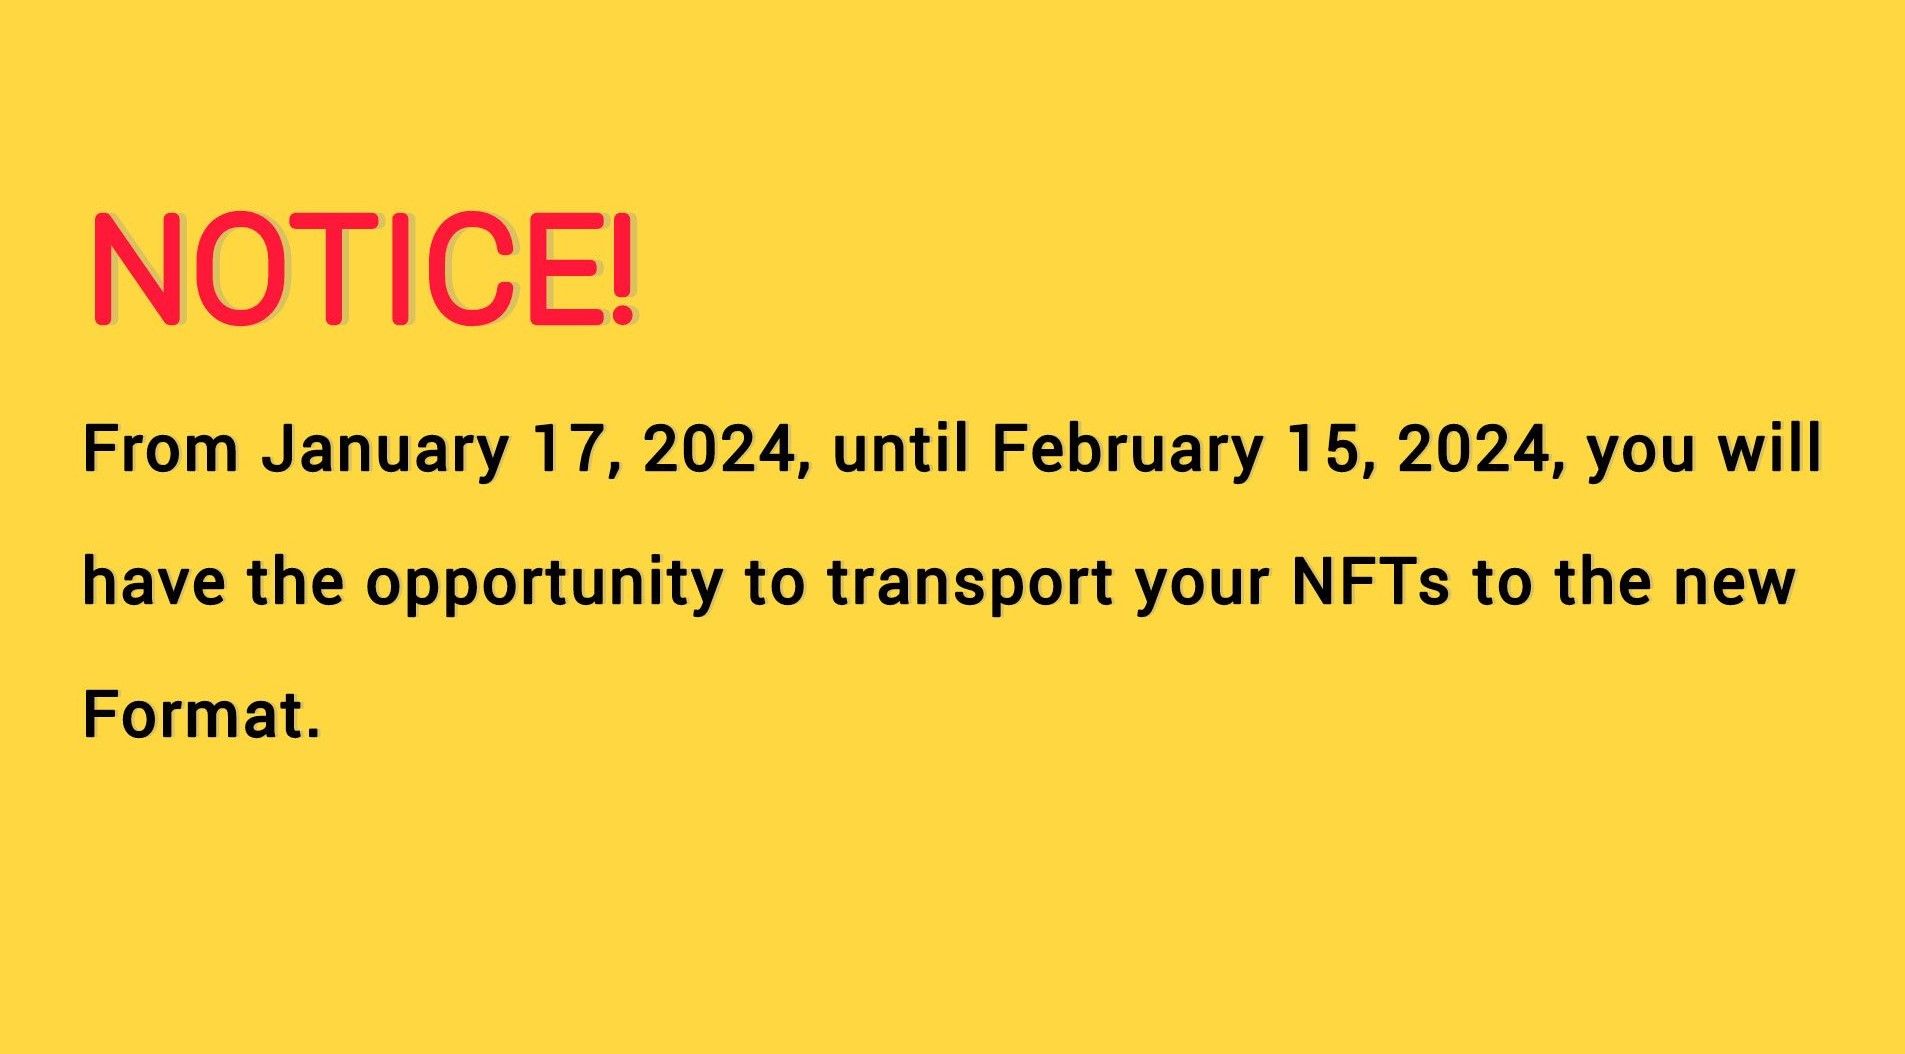 NOTICE!
From January 17, 2024, until February 15, 2024, you will
have the opportunity to transport your NFTs to the new
Format.